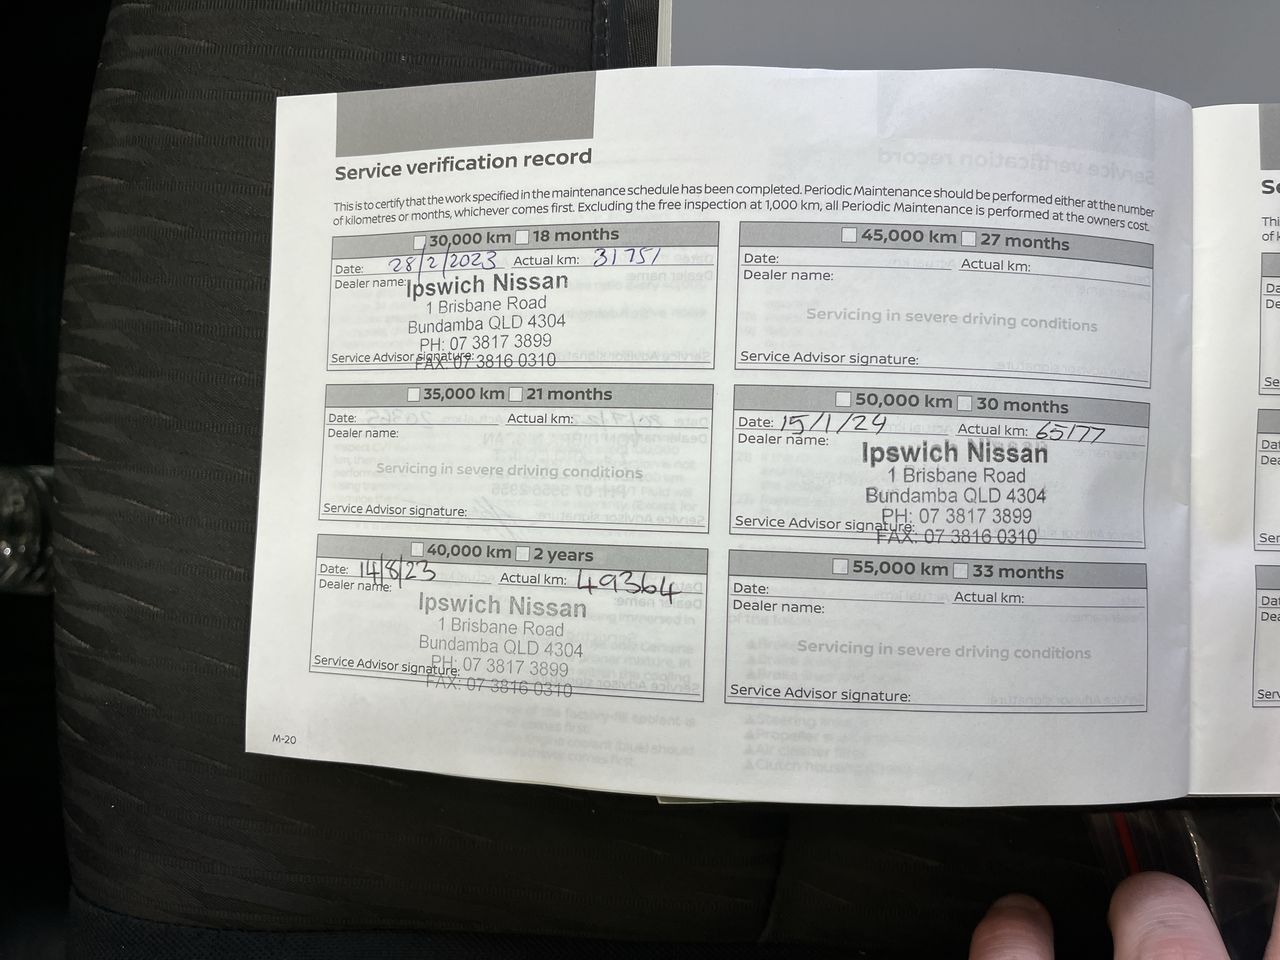 Service verification record
This is to certify that the work specified in the maintenance schedule has been completed. Periodic Maintenance should be performed either at the number
of kilometres or months, whichever comes first. Excluding the free inspection at 1,000 km, all Periodic Maintenance is performed at the owners cost.
30,000 km 18 months
Date: 28/2/2023 Actual km: 31751
Dealer name: Ipswich Nissan
1 Brisbane Road
Bundamba QLD 4304
PH: 07 3817 3899
Service Advisor signature:
FAX: 07 3816 0310
35,000 km 21 months
Date: Actual km:
Dealer name:
Servicing in severe driving conditions
Service Advisor signature:
40,000 km 2 years
Date: 14/8/23 Actual km: 49364
Dealer name:
Ipswich Nissan
1 Brisbane Road
Bundamba QLD 4304
PH: 07 3817 3899
Service Advisor signature:
FAX: 07 3816 0310
M-20
45,000 km 27 months
Date: Actual km:
Dealer name:
Servicing in severe driving conditions
Service Advisor signature:
50,000 km 30 months
Date: 15/1/24 Actual km: 65177
Dealer name:
Ipswich Nissan
1 Brisbane Road
Bundamba QLD 4304
PH: 07 3817 3899
Service Advisor signature:
FAX: 07 3816 0310
55,000 km 33 months
Date: Actual km:
Dealer name:
Servicing in severe driving conditions
Service Advisor signature: